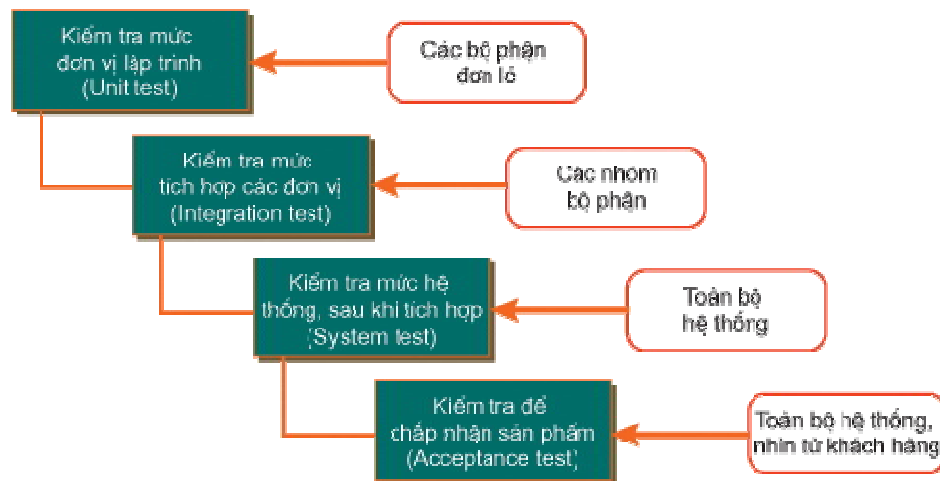 Kiểm tra mức
đơn vị lập trình
(Unit test)
Các bộ phận
đơn lẻ
Kiểm tra mức
tích hợp các đơn vị
(Integration test)
Các nhóm
bộ phận
Kiểm tra mức hệ
thống, sau khi tích hợp
(System test)
Toàn bộ
hệ thống
Kiểm tra để
chấp nhận sản phẩm
(Acceptance test)
Toàn bộ hệ thống,
nhìn từ khách hàng